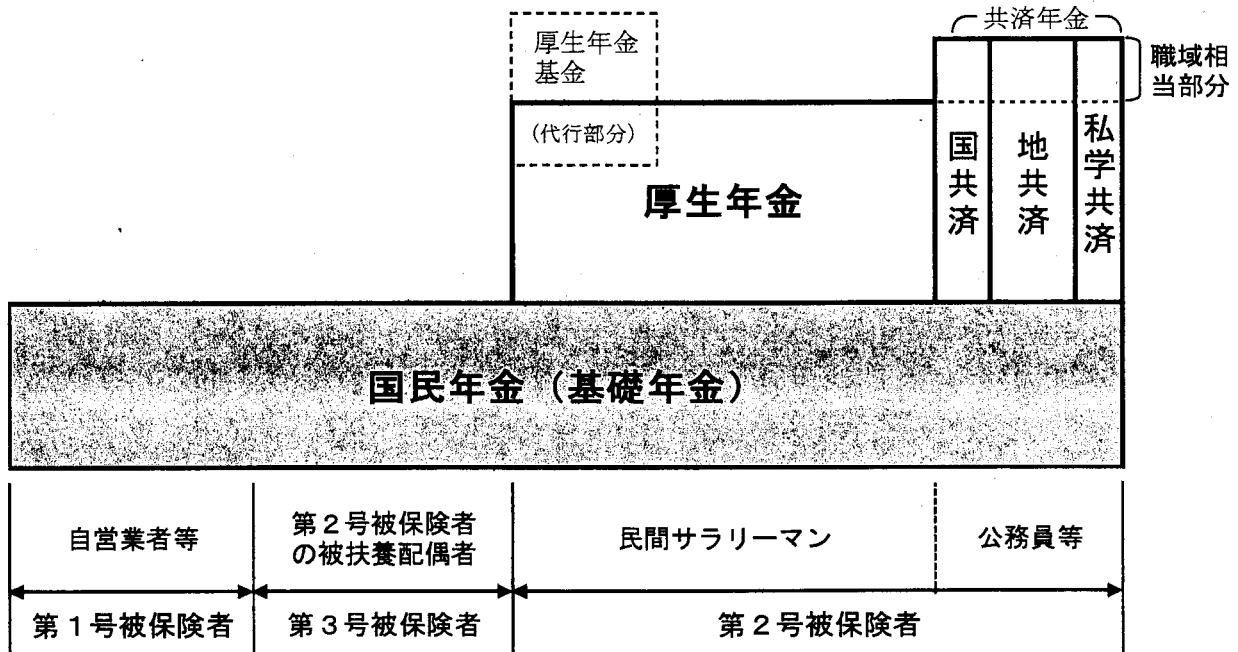 共済年金
厚生年金
基金
職域相
当部分
(代行部分)
厚生年金
国共済
地共済
私学共済
国民年金（基礎年金）
自営業者等
第２号被保険者
の被扶養配偶者
民間サラリーマン
公務員等
第１号被保険者
第３号被保険者
第２号被保険者